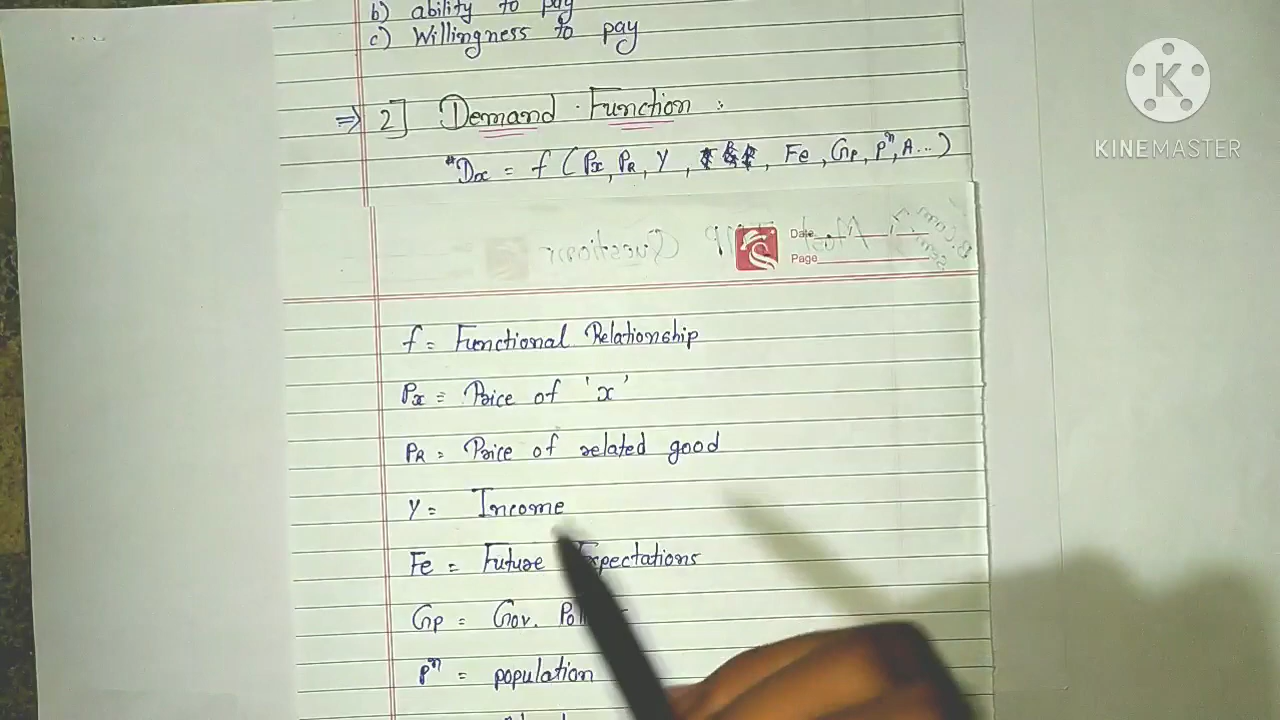 b) ability to pay
c) Willingness to pay
⇒ 2] Demand Function :
*Dx = f (Px, PR, Y, , Fe, Gp, Pⁿ, A...)
Date
Page
f = Functional Relationship
Px = Price of 'x'
PR = Price of related good
Y = Income
Fe = Future Expectations
Gp = Gov.
Pⁿ = population
KINEMASTER